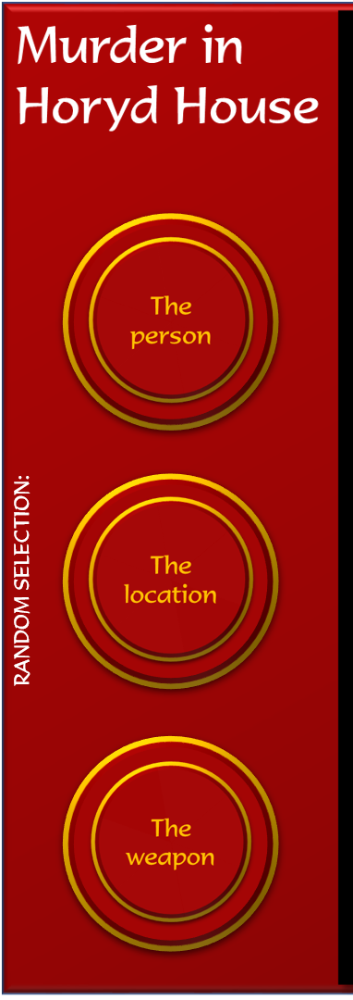 Murder in
Horyd House
The
person
RANDOM SELECTION:
The
location
The
weapon